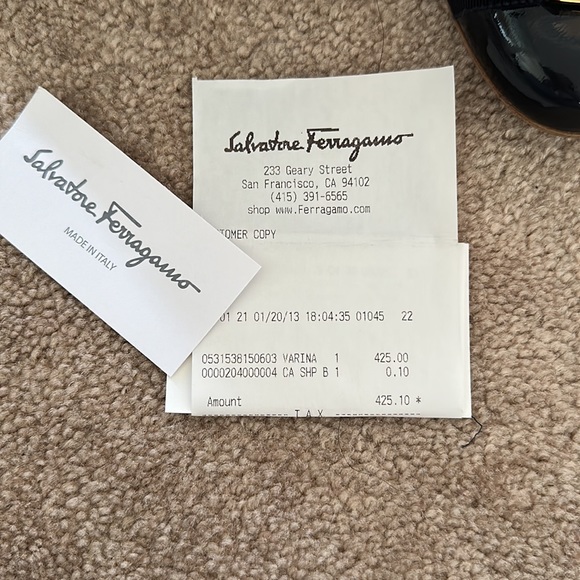 Salvatore Ferragamo
MADE IN ITALY
Salvatore Ferragamo
233 Geary Street
San Francisco, CA 94102
(415) 391-6565
shop www.Ferragamo.com
TOMER COPY
01 21 01/20/13 18:04:35 01045 22
0531538150603 VARINA 1 425.00
0000204000004 CA SHP B 1 0.10
Amount 425.10 *
--------------- T A X ---------------